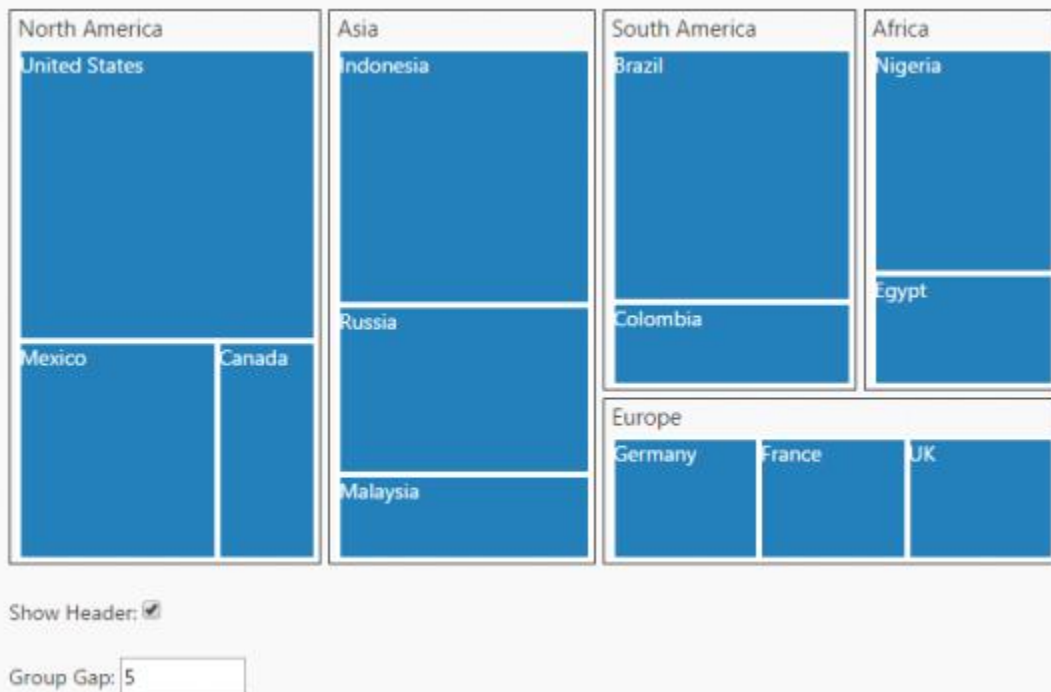 North America
United States
Mexico
Canada
Asia
Indonesia
Russia
Malaysia
South America
Brazil
Colombia
Africa
Nigeria
Egypt
Europe
Germany
France
UK
Show Header:
Group Gap: 5